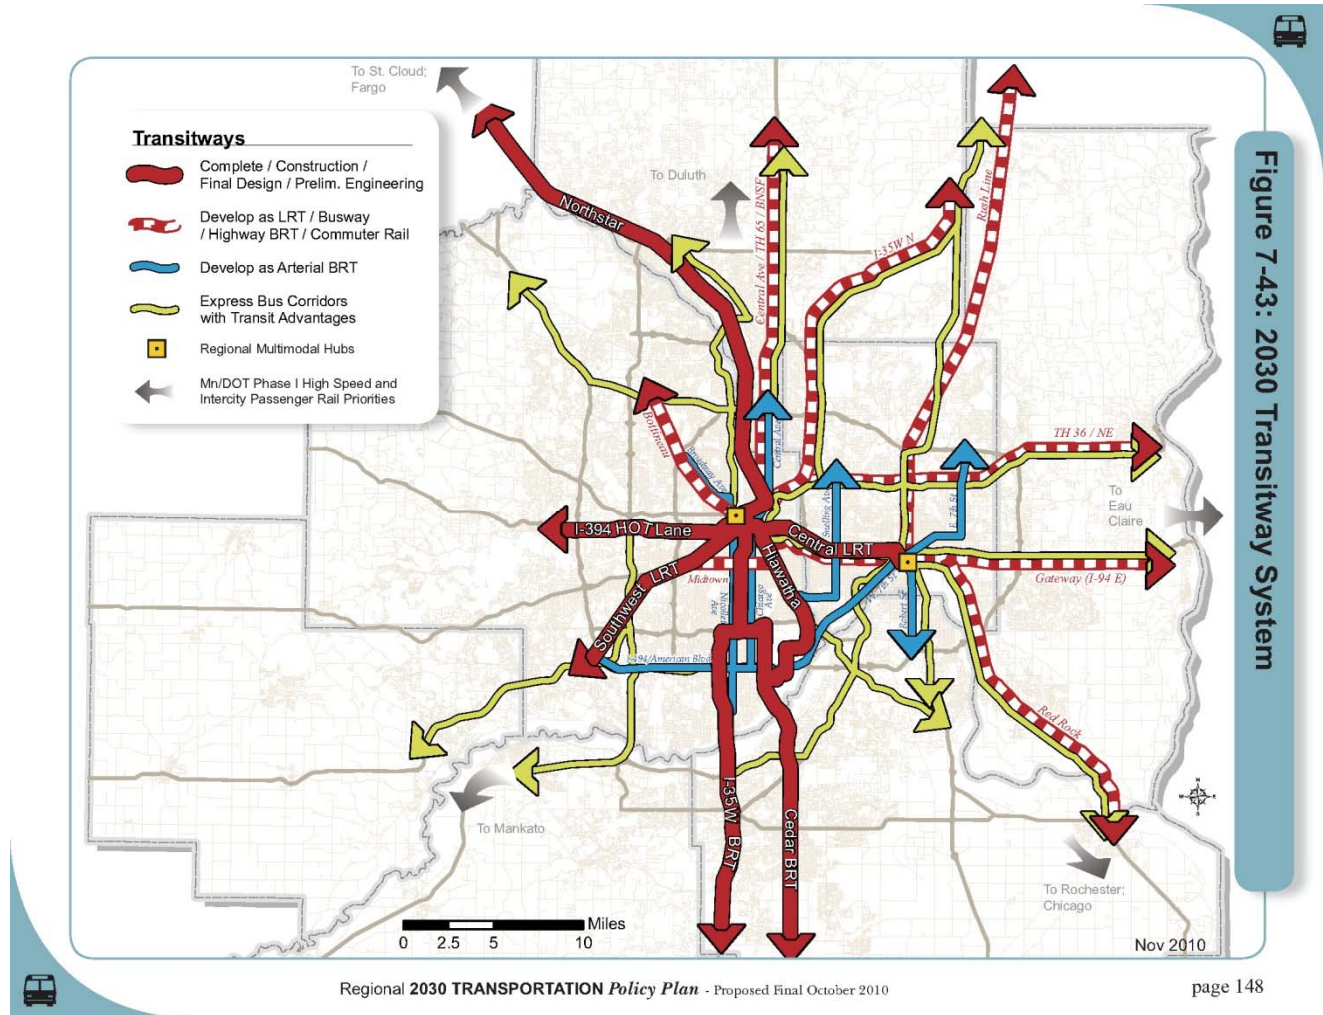 To St. Cloud;
Fargo
Transitways
Complete / Construction /
Final Design / Prelim. Engineering
Develop as LRT / Busway
/ Highway BRT / Commuter Rail
Develop as Arterial BRT
Express Bus Corridors
with Transit Advantages
Regional Multimodal Hubs
Mn/DOT Phase I High Speed and
Intercity Passenger Rail Priorities
Figure 7-43: 2030 Transitway System
To Duluth
Northstar
Central Ave / TH 65 / BNSF
I-35W N
Rush Line
Bottineau
Broadway Ave
Central Ave
Snelling Ave
E. 7th St
TH 36 / NE
To
Eau
Claire
I-394 HOT Lane
Central LRT
Hiawatha
Southwest LRT
Midtown
Nicollet
Ave
Chicago
Ave
W. 7th St
Robert St
Gateway (I-94 E)
I-494/American Blvd
Red Rock
I-35W BRT
Cedar BRT
To Mankato
To Rochester;
Chicago
N
W E
S
Miles
0 2.5 5 10
Nov 2010
Regional 2030 TRANSPORTATION Policy Plan - Proposed Final October 2010
page 148